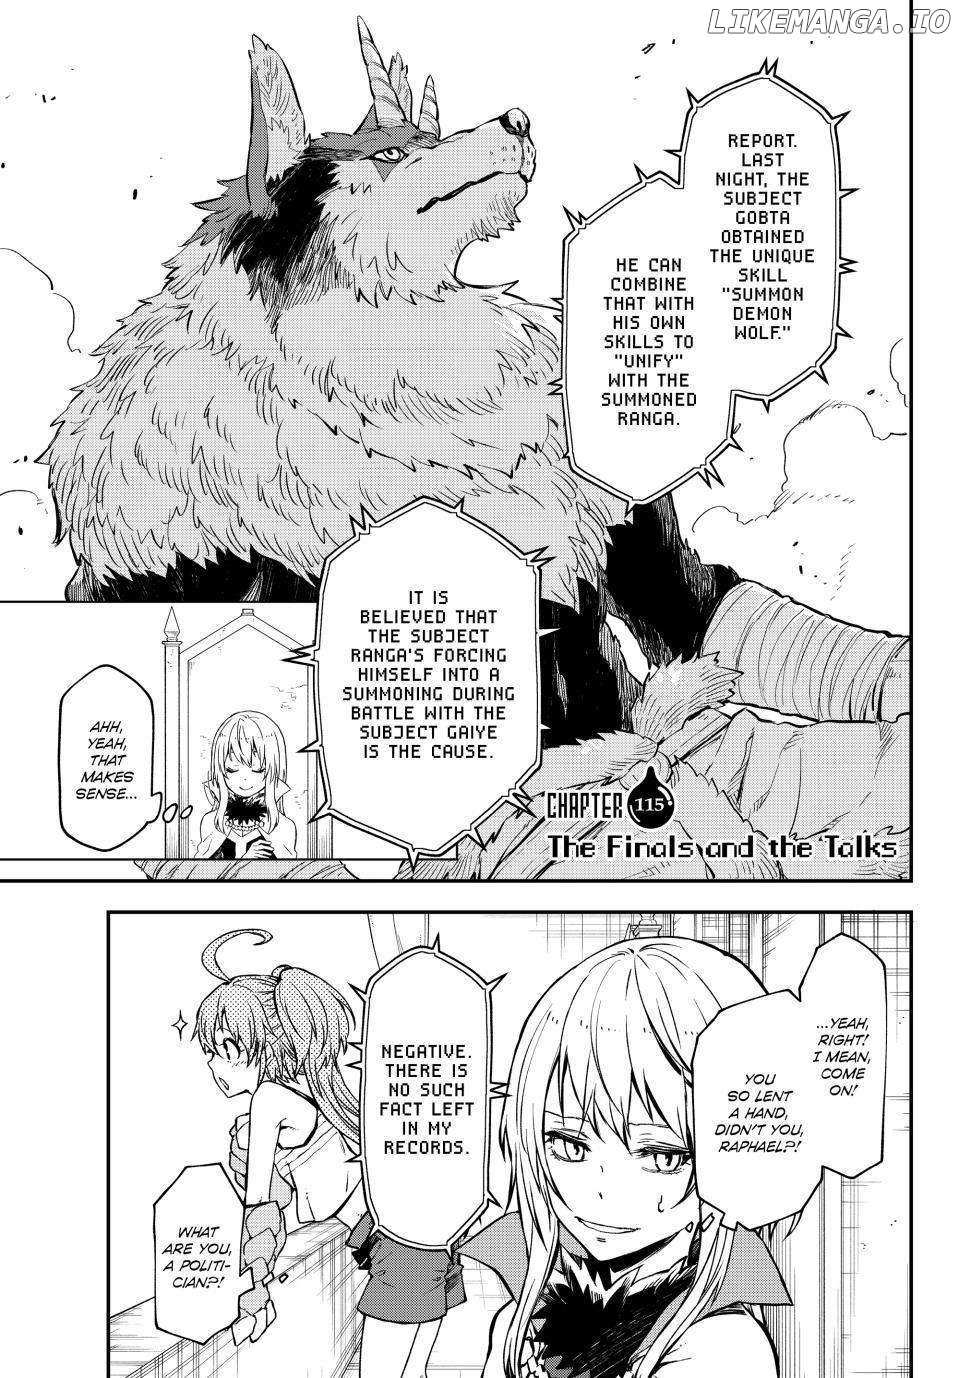 LIKEMANGA.IO
REPORT.
LAST
NIGHT, THE
SUBJECT
GOBTA
OBTAINED
THE UNIQUE
SKILL
"SUMMON
DEMON
WOLF."
HE CAN
COMBINE
THAT WITH
HIS OWN
SKILLS TO
"UNIFY"
WITH THE
SUMMONED
RANGA.
IT IS
BELIEVED THAT
THE SUBJECT
RANGA'S FORCING
HIMSELF INTO A
SUMMONING DURING
BATTLE WITH THE
SUBJECT GAIYE
IS THE CAUSE.
AHH,
YEAH,
THAT
MAKES
SENSE...
CHAPTER 115
The Finals and the Talks
...YEAH,
RIGHT!
I MEAN,
COME
ON!
YOU
SO LENT
A HAND,
DIDN'T YOU,
RAPHAEL?!
NEGATIVE.
THERE IS
NO SUCH
FACT LEFT
IN MY
RECORDS.
WHAT
ARE YOU,
A POLITI-
CIAN?!